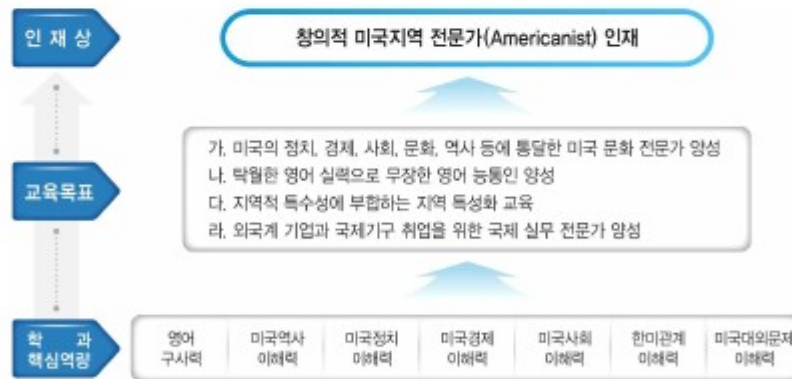 인 재 상
창의적 미국지역 전문가(Americanist) 인재
교육목표
가. 미국의 정치, 경제, 사회, 문화, 역사 등에 통달한 미국 문화 전문가 양성
나. 탁월한 영어 실력으로 무장한 영어 능통인 양성
다. 지역적 특수성에 부합하는 지역 특성화 교육
라. 외국계 기업과 국제기구 취업을 위한 국제 실무 전문가 양성
학 과
핵심역량
영어
구사력
미국역사
이해력
미국정치
이해력
미국경제
이해력
미국사회
이해력
한미관계
이해력
미국대외문제
이해력